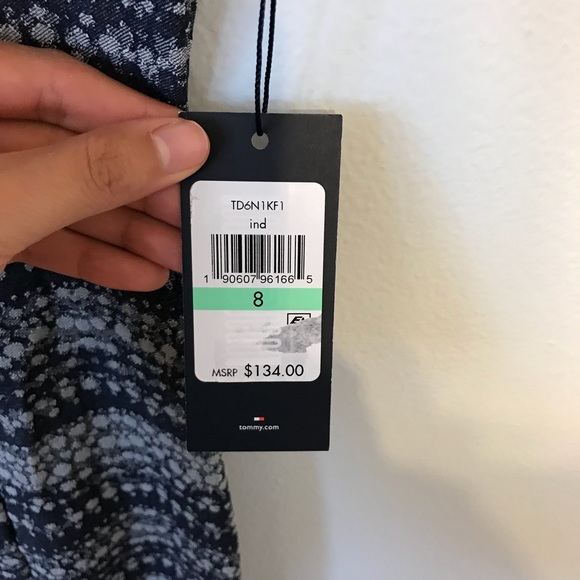 TD6N1KF1
ind
1 90607 96166 5
8
MSRP $134.00
tommy.com